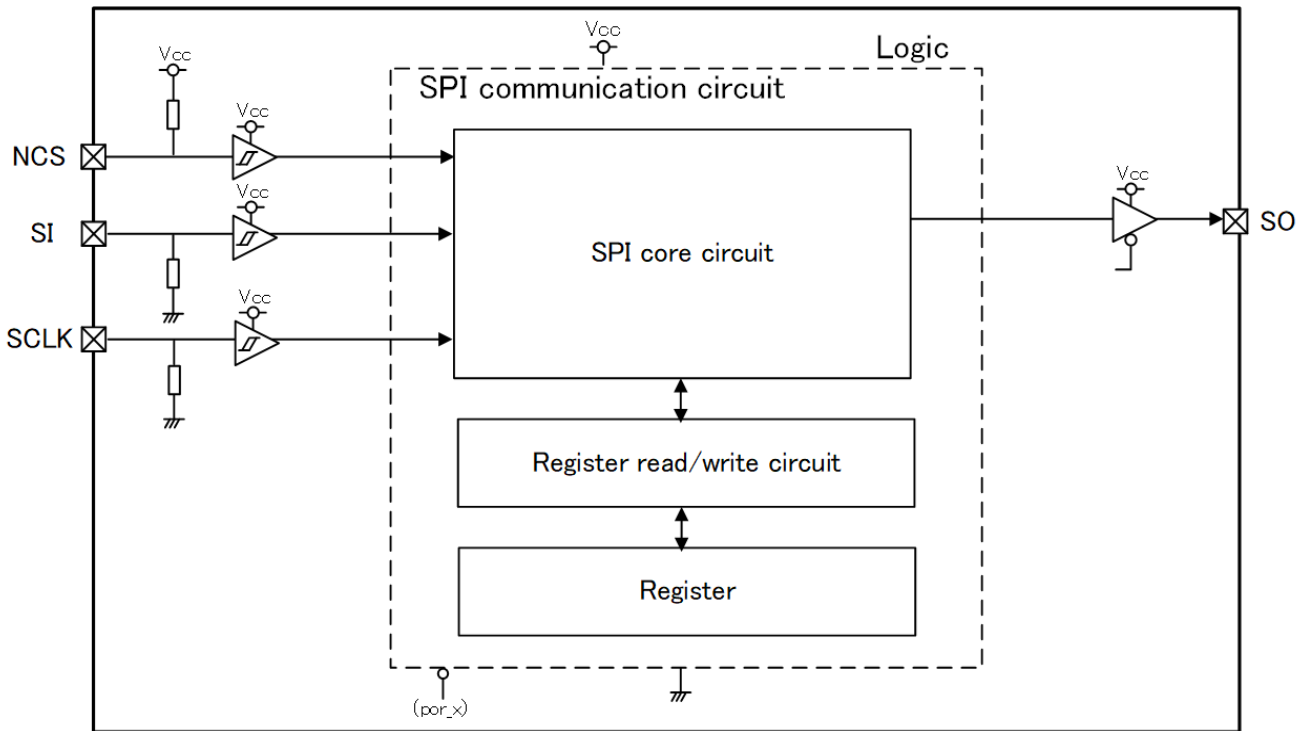 Vcc
Vcc
Logic
SPI communication circuit
Vcc
NCS
Vcc
SI
SPI core circuit
Vcc
SO
Vcc
SCLK
Register read/write circuit
Register
(por_x)